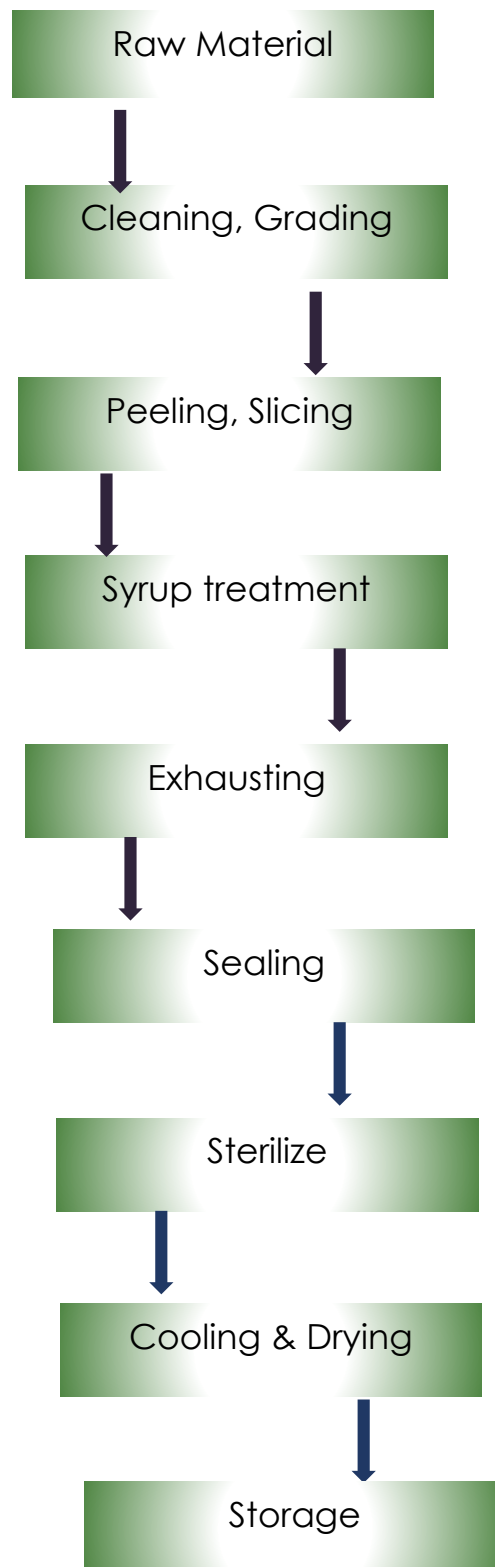 Raw Material
Cleaning, Grading
Peeling, Slicing
Syrup treatment
Exhausting
Sealing
Sterilize
Cooling & Drying
Storage